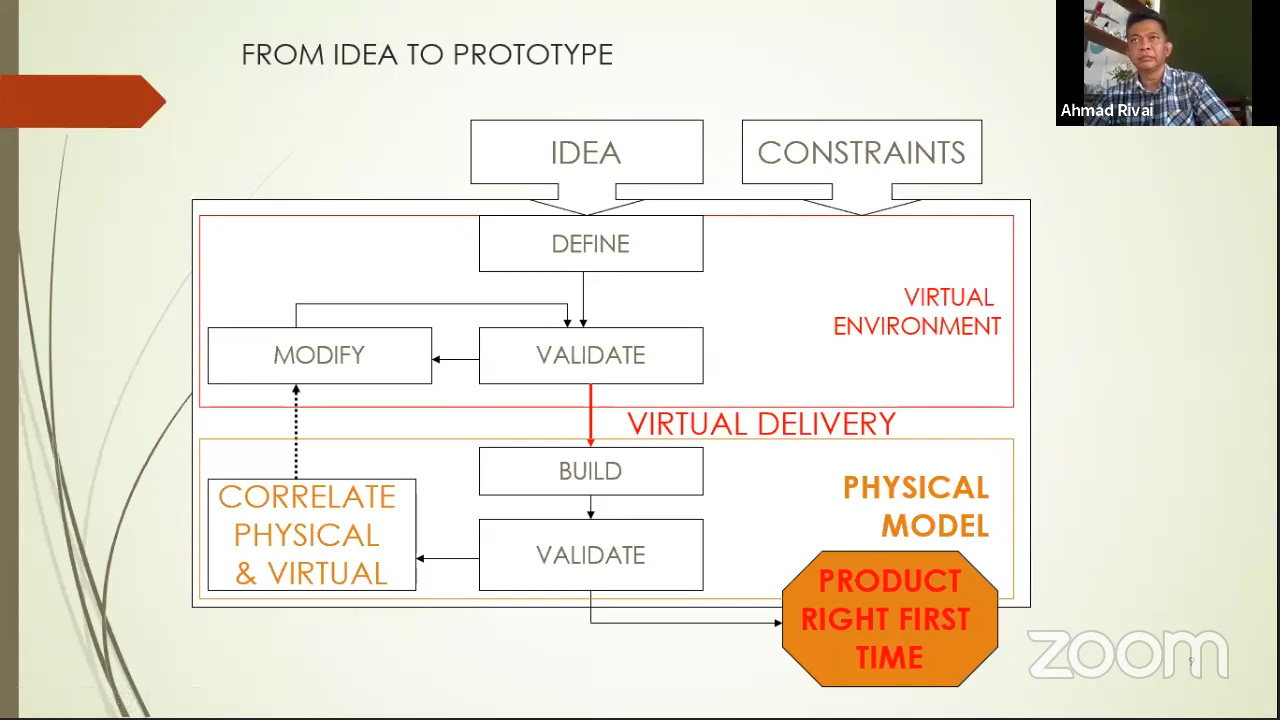 FROM IDEA TO PROTOTYPE
Ahmad Rivai
IDEA
CONSTRAINTS
DEFINE
VIRTUAL
ENVIRONMENT
MODIFY
VALIDATE
VIRTUAL DELIVERY
BUILD
CORRELATE
PHYSICAL
& VIRTUAL
PHYSICAL
MODEL
VALIDATE
PRODUCT
RIGHT FIRST
TIME
zoom
9